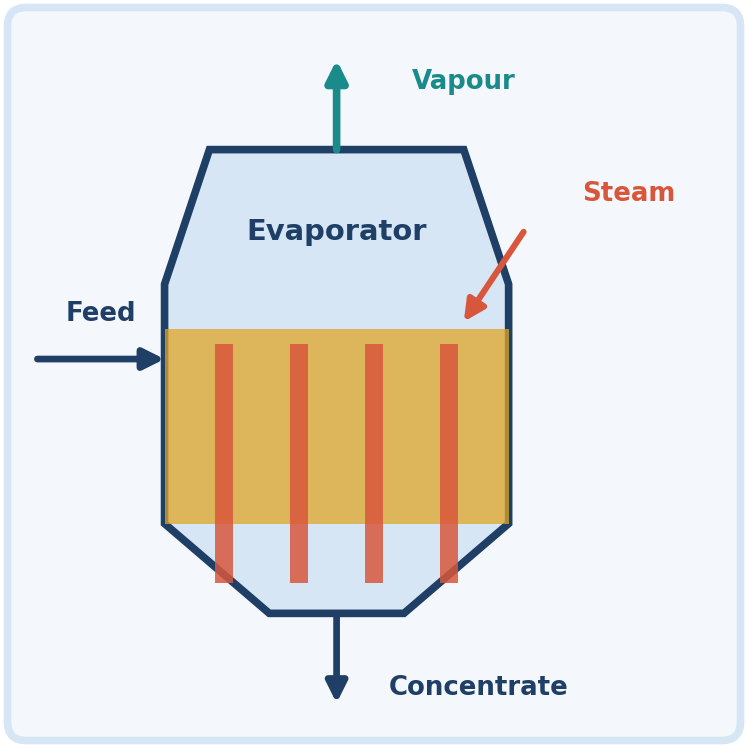 Vapour
Steam
Evaporator
Feed
Concentrate